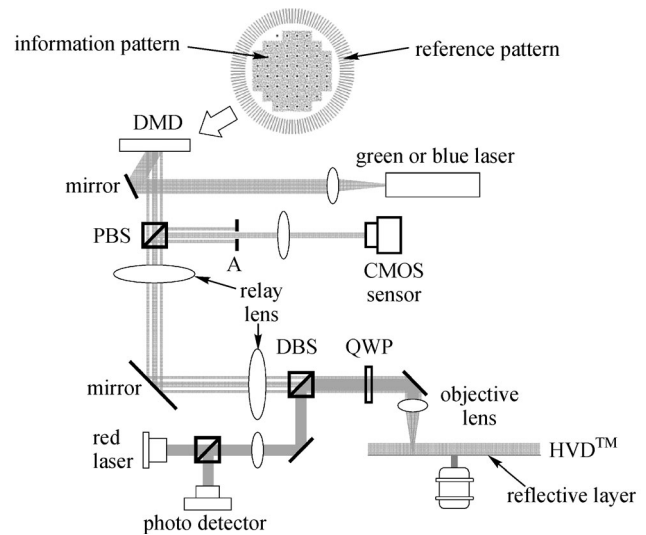 information pattern
reference pattern
DMD
green or blue laser
mirror
PBS
A
CMOS
sensor
relay
lens
DBS
QWP
mirror
objective
lens
red
laser
HVD™
reflective layer
photo detector